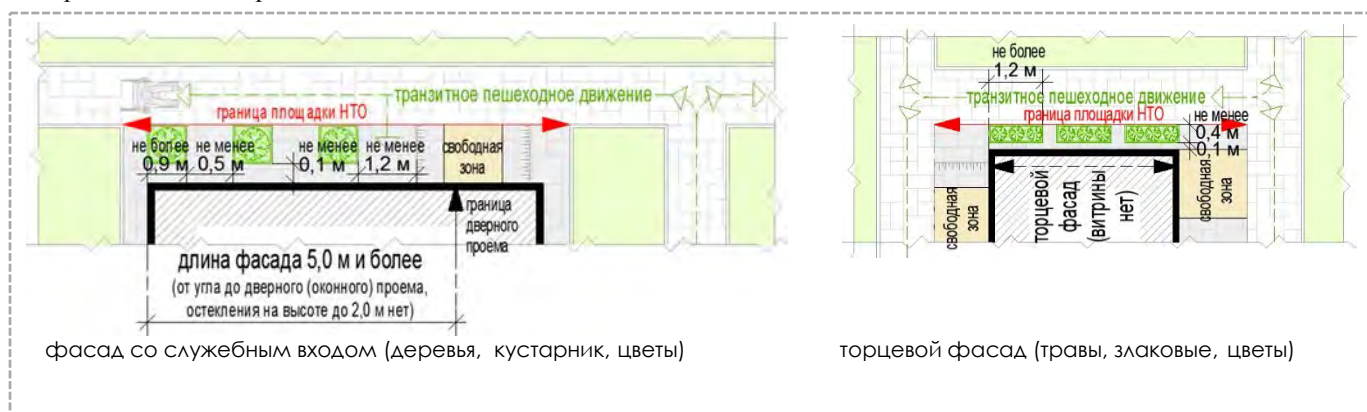 транзитное пешеходное движение
граница площадки НТО
не более
0,9 м
не менее
0,5 м
не менее
0,1 м
не менее
1,2 м
свободная
зона
граница
дверного
проема
длина фасада 5,0 м и более
(от угла до дверного (оконного) проема,
остекления на высоте до 2,0 м нет)
фасад со служебным входом (деревья, кустарник, цветы)
не более
1,2 м
транзитное пешеходное движение
граница площадки НТО
не менее
0,4 м
0,1 м
свободная
зона
торцевой
фасад
(витрины
нет)
свободная
зона
торцевой фасад (травы, злаковые, цветы)